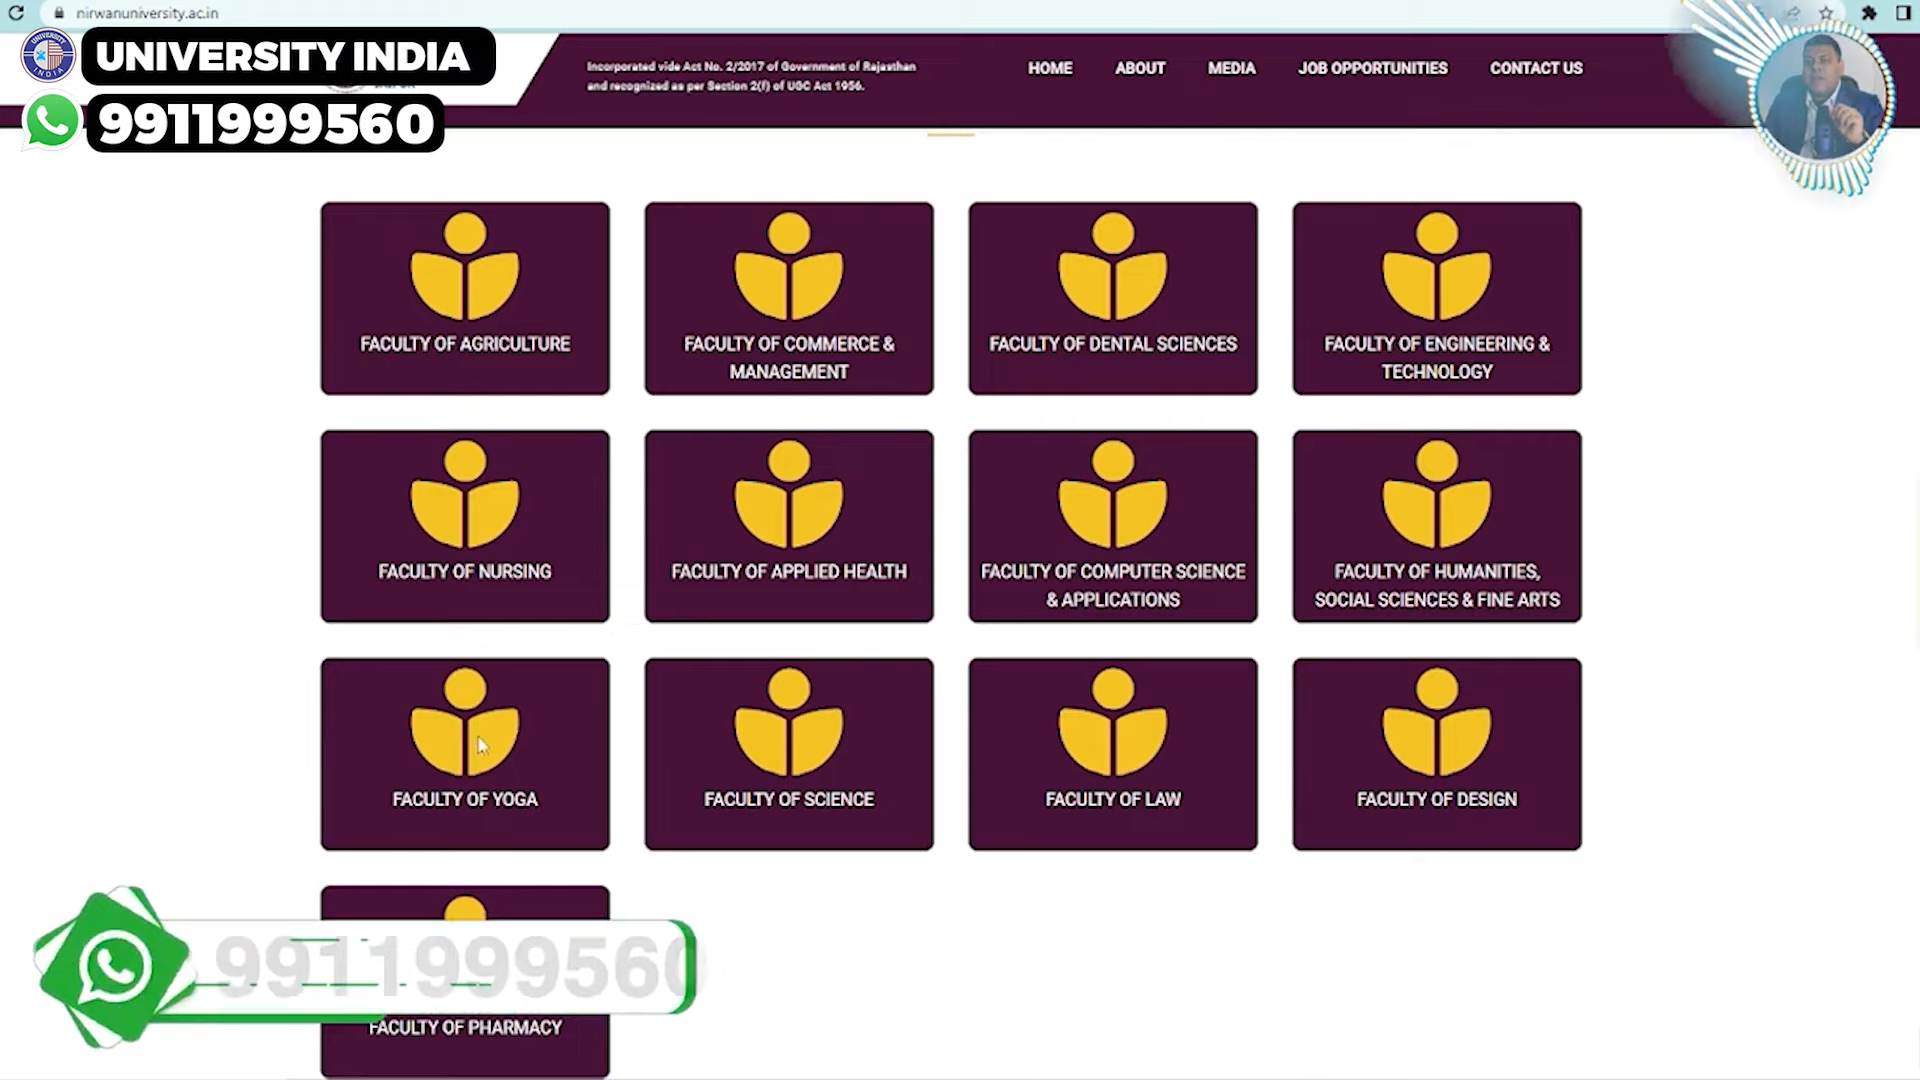 nirwanuniversity.ac.in
UNIVERSITY INDIA
9911999560
Incorporated vide Act No. 2/2017 of Government of Rajasthan
and recognized as per Section 2(f) of UGC Act 1956.
HOME
ABOUT
MEDIA
JOB OPPORTUNITIES
CONTACT US
FACULTY OF AGRICULTURE
FACULTY OF COMMERCE &
MANAGEMENT
FACULTY OF DENTAL SCIENCES
FACULTY OF ENGINEERING &
TECHNOLOGY
FACULTY OF NURSING
FACULTY OF APPLIED HEALTH
FACULTY OF COMPUTER SCIENCE
& APPLICATIONS
FACULTY OF HUMANITIES,
SOCIAL SCIENCES & FINE ARTS
FACULTY OF YOGA
FACULTY OF SCIENCE
FACULTY OF LAW
FACULTY OF DESIGN
9911999560
FACULTY OF PHARMACY